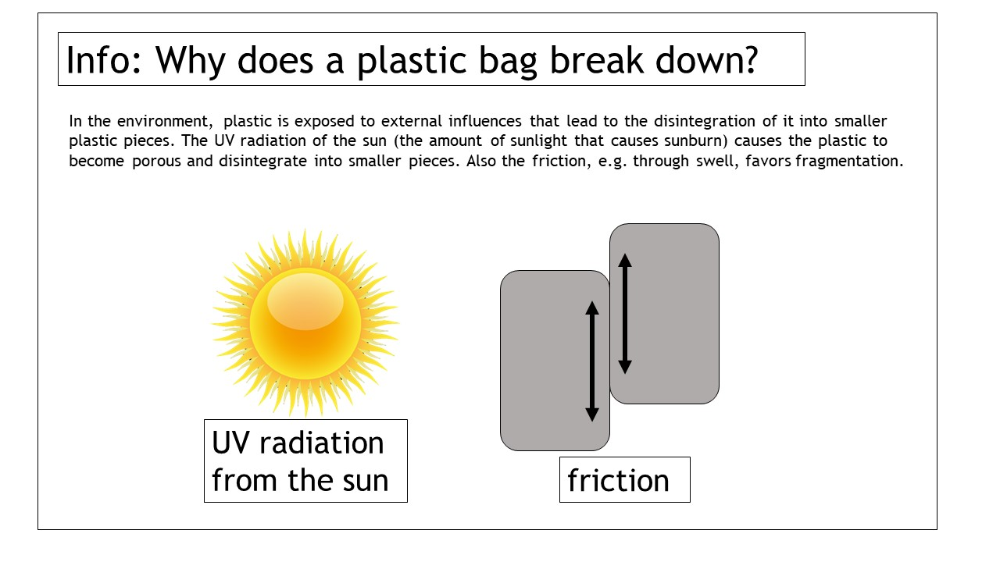 Info: Why does a plastic bag break down?
In the environment, plastic is exposed to external influences that lead to the disintegration of it into smaller
plastic pieces. The UV radiation of the sun (the amount of sunlight that causes sunburn) causes the plastic to
become porous and disintegrate into smaller pieces. Also the friction, e.g. through swell, favors fragmentation.
UV radiation
from the sun
friction